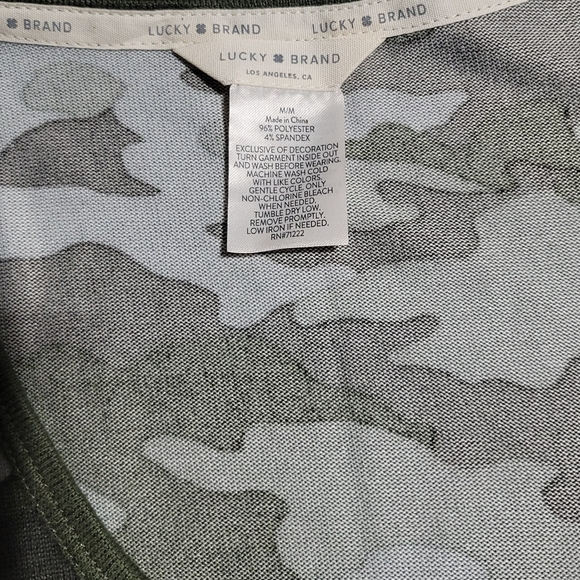 BRAND
LUCKY BRAND
LUCKY BRAND
LUCKY BRAND
LOS ANGELES, CA
M/M
Made in China
96% POLYESTER
4% SPANDEX
EXCLUSIVE OF DECORATION
TURN GARMENT INSIDE OUT
AND WASH BEFORE WEARING.
MACHINE WASH COLD
WITH LIKE COLORS.
GENTLE CYCLE. ONLY
NON-CHLORINE BLEACH
WHEN NEEDED.
TUMBLE DRY LOW.
REMOVE PROMPTLY.
LOW IRON IF NEEDED.
RN#71222